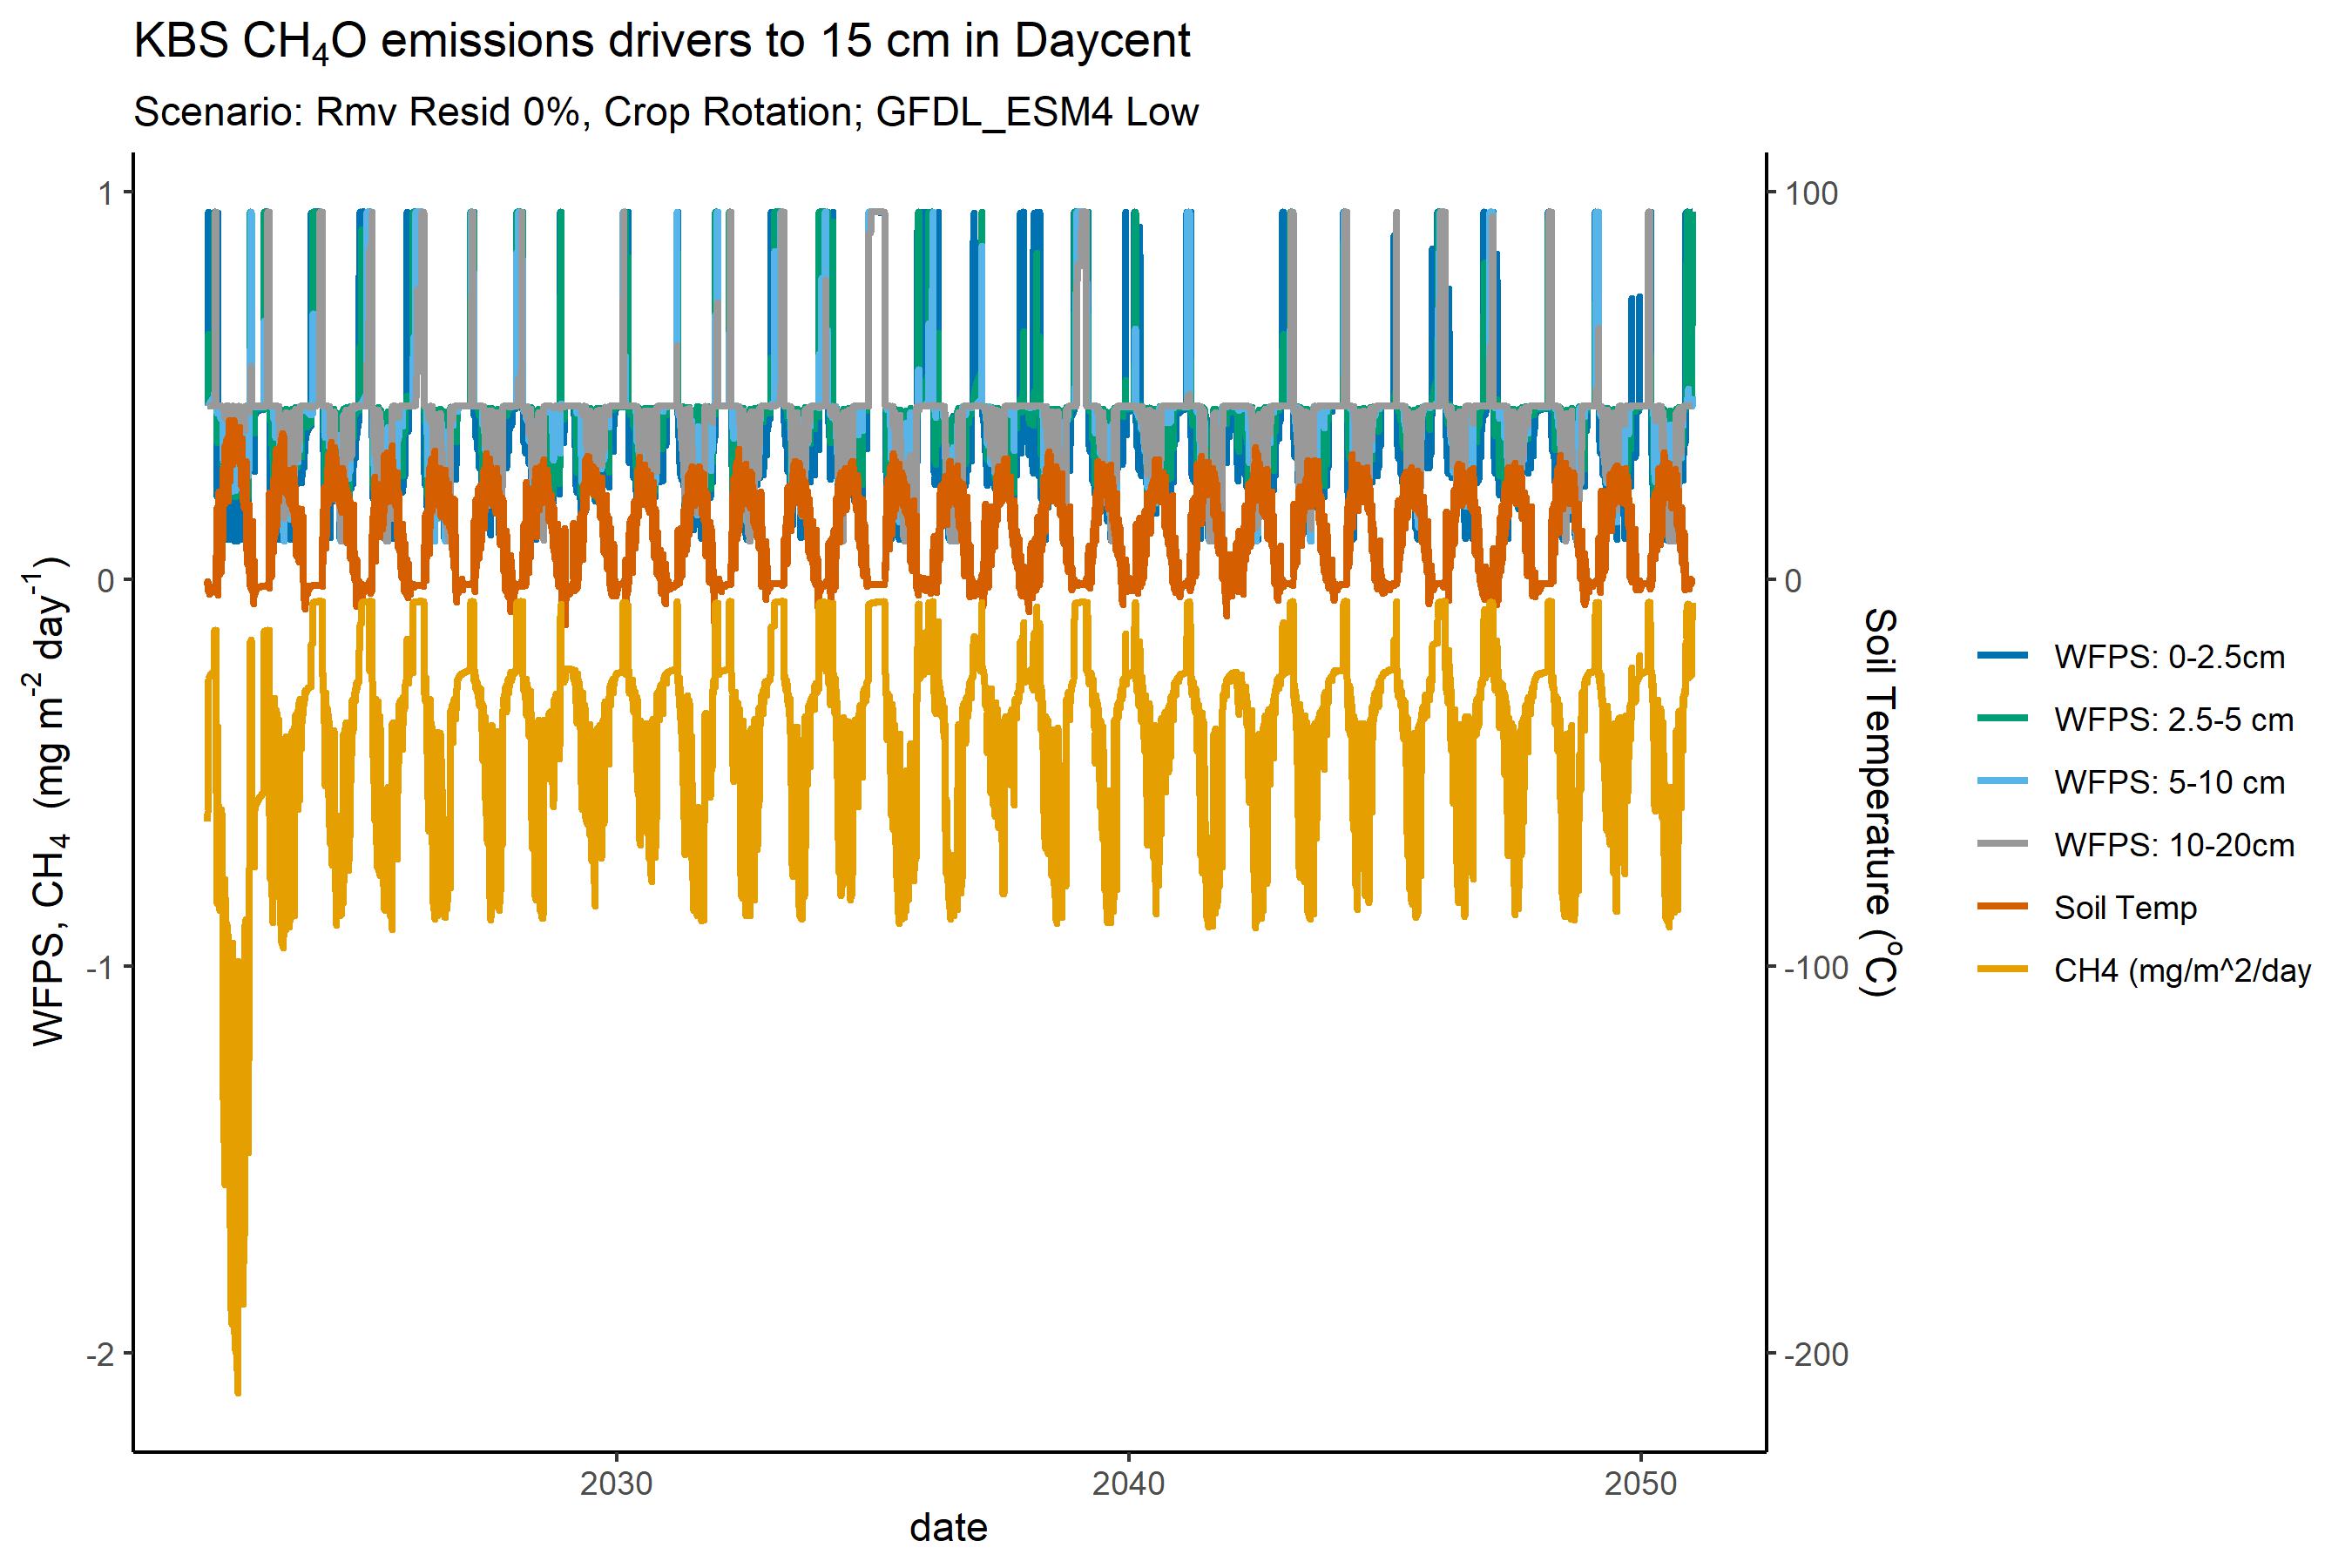 KBS CH₄O emissions drivers to 15 cm in Daycent
Scenario: Rmv Resid 0%, Crop Rotation; GFDL_ESM4 Low
WFPS, CH₄ (mg m⁻² day⁻¹)
1
0
-1
-2
100
0
-100
-200
Soil Temperature (ºC)
2030
2040
2050
date
WFPS: 0-2.5cm
WFPS: 2.5-5 cm
WFPS: 5-10 cm
WFPS: 10-20cm
Soil Temp
CH4 (mg/m^2/day